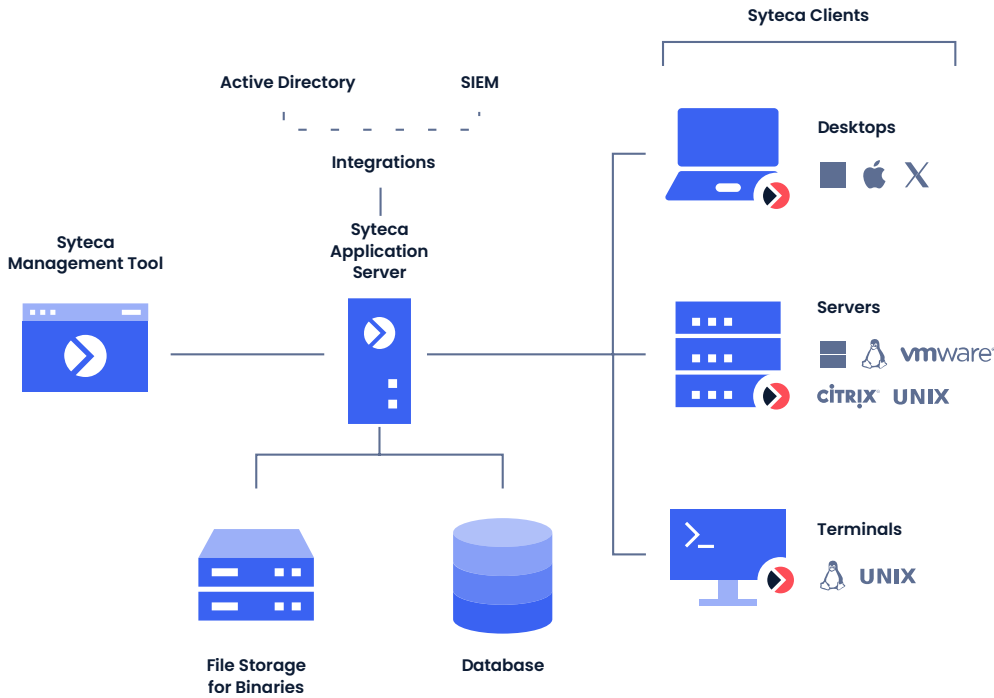 Syteca Clients
Active Directory
SIEM
Integrations
Desktops
Syteca
Application
Server
Syteca
Management Tool
Servers
vmware
CITRIX
UNIX
Terminals
UNIX
File Storage
for Binaries
Database